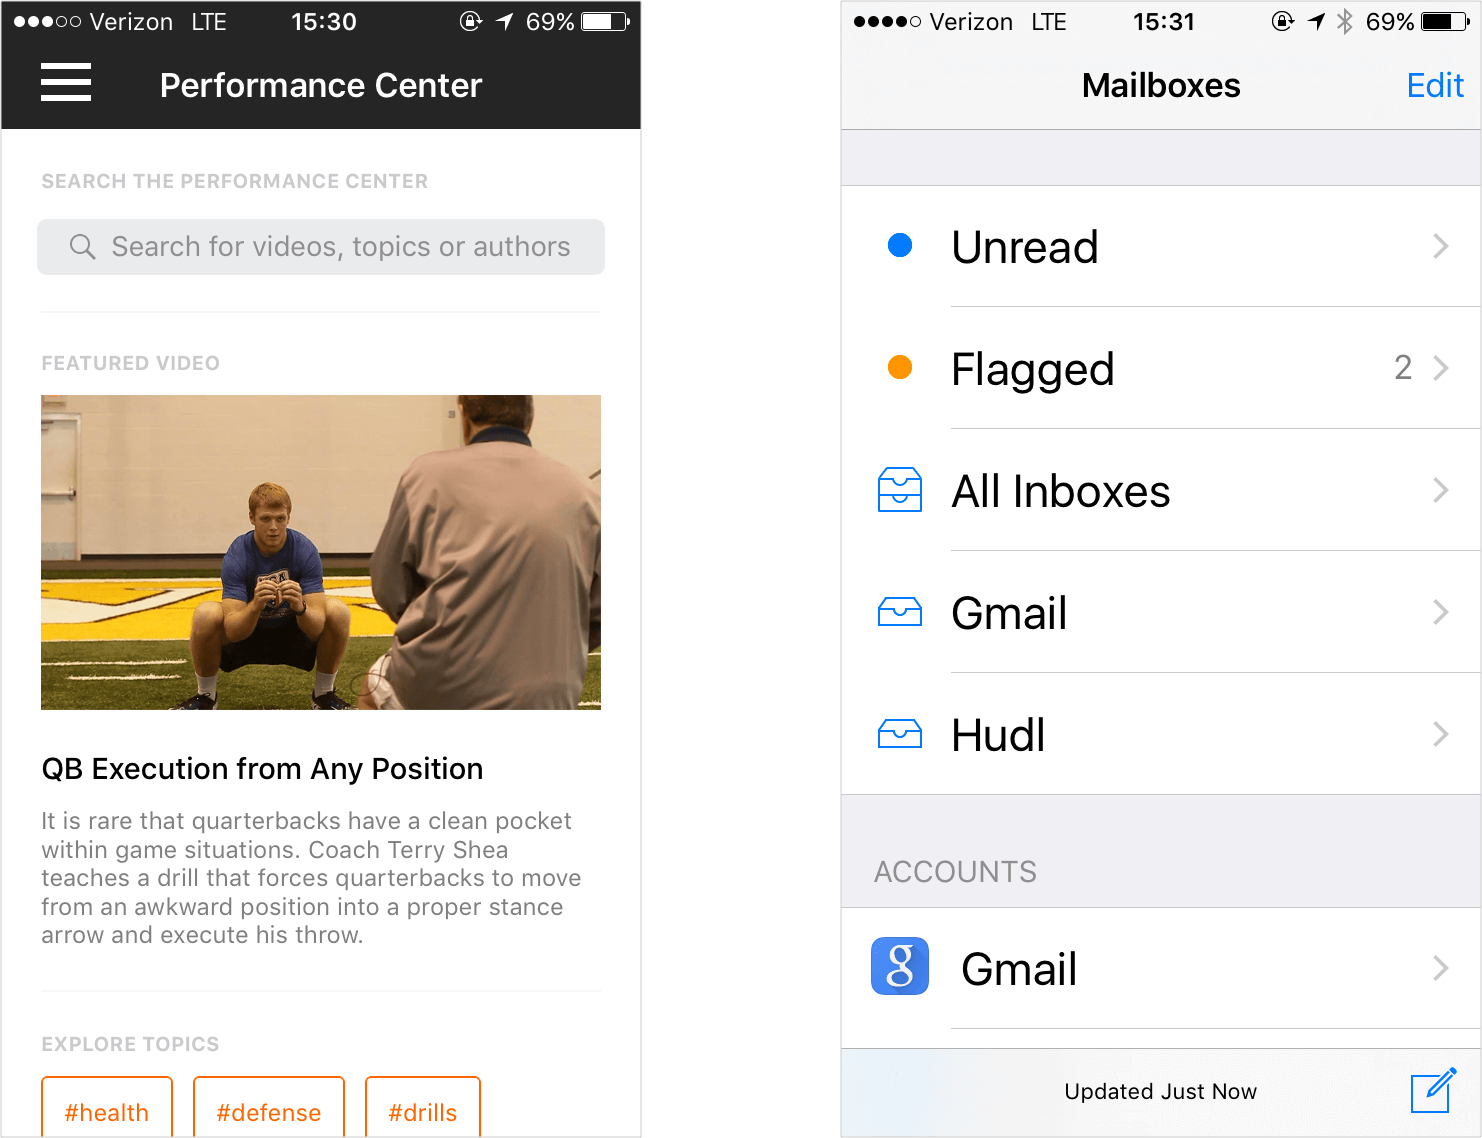 Verizon LTE 15:30 69%
Performance Center
SEARCH THE PERFORMANCE CENTER
Search for videos, topics or authors
FEATURED VIDEO
QB Execution from Any Position
It is rare that quarterbacks have a clean pocket
within game situations. Coach Terry Shea
teaches a drill that forces quarterbacks to move
from an awkward position into a proper stance
arrow and execute his throw.
EXPLORE TOPICS
#health #defense #drills
Verizon LTE 15:31 69%
Mailboxes Edit
Unread
Flagged 2
All Inboxes
Gmail
Hudl
ACCOUNTS
g Gmail
Updated Just Now